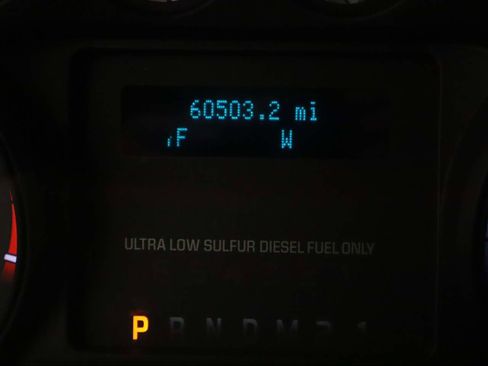 60503.2 mi
F W
ULTRA LOW SULFUR DIESEL FUEL ONLY
P R N D M 2 1